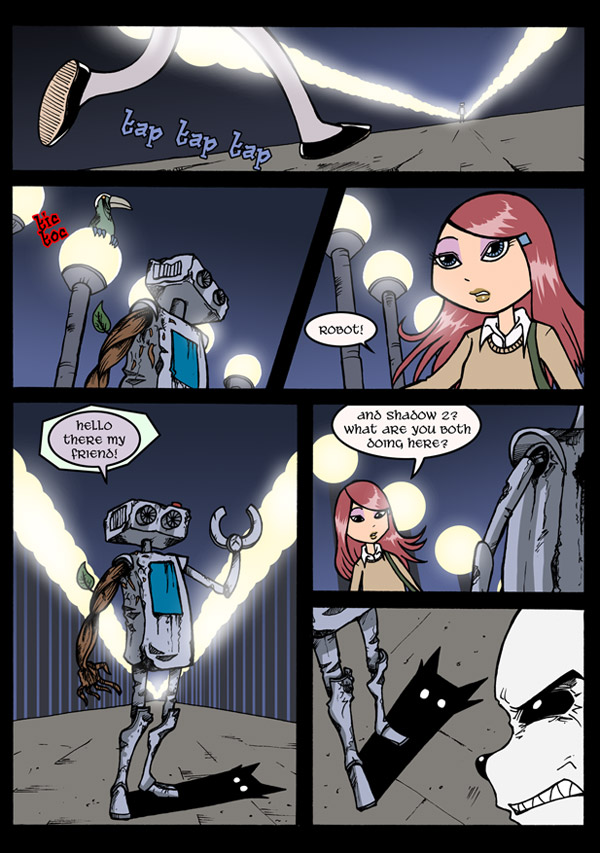 tap tap tap
tic
toc
Robot!
Hello
there my
friend!
And Shadow 2?
What are you both
doing here?